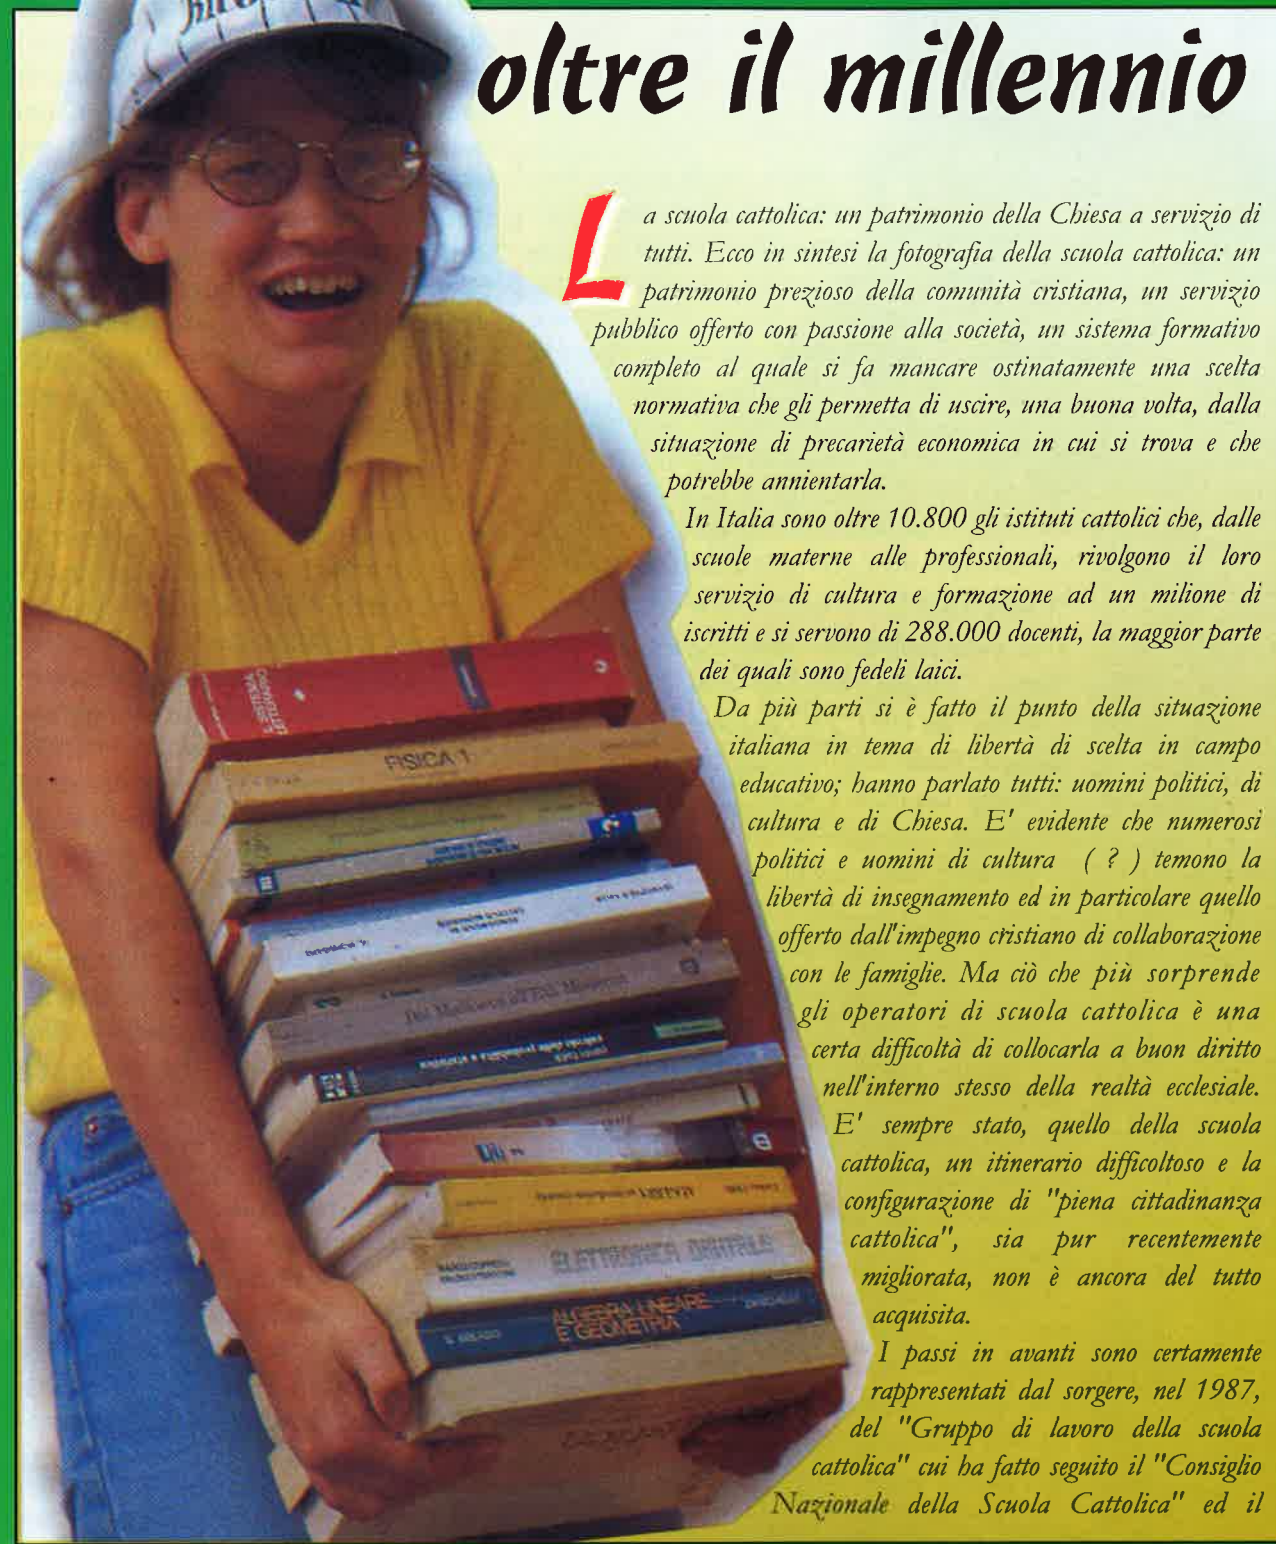 oltre il millennio
La scuola cattolica: un patrimonio della Chiesa a servizio di
tutti. Ecco in sintesi la fotografia della scuola cattolica: un
patrimonio prezioso della comunità cristiana, un servizio
pubblico offerto con passione alla società, un sistema formativo
completo al quale si fa mancare ostinatamente una scelta
normativa che gli permetta di uscire, una buona volta, dalla
situazione di precarietà economica in cui si trova e che
potrebbe annientarla.
In Italia sono oltre 10.800 gli istituti cattolici che, dalle
scuole materne alle professionali, rivolgono il loro
servizio di cultura e formazione ad un milione di
iscritti e si servono di 288.000 docenti, la maggior parte
dei quali sono fedeli laici.
Da più parti si è fatto il punto della situazione
italiana in tema di libertà di scelta in campo
educativo; hanno parlato tutti: uomini politici, di
cultura e di Chiesa. E' evidente che numerosi
politici e uomini di cultura ( ? ) temono la
libertà di insegnamento ed in particolare quello
offerto dall'impegno cristiano di collaborazione
con le famiglie. Ma ciò che più sorprende
gli operatori di scuola cattolica è una
certa difficoltà di collocarla a buon diritto
nell'interno stesso della realtà ecclesiale.
E' sempre stato, quello della scuola
cattolica, un itinerario difficoltoso e la
configurazione di "piena cittadinanza
cattolica", sia pur recentemente
migliorata, non è ancora del tutto
acquisita.
I passi in avanti sono certamente
rappresentati dal sorgere, nel 1987,
del "Gruppo di lavoro della scuola
cattolica" cui ha fatto seguito il "Consiglio
Nazionale della Scuola Cattolica" ed il
FISICA 1
calcolo delle probabilità e statistica
ELETTRONICA DIGITALE
ALGEBRA LINEARE
E GEOMETRIA